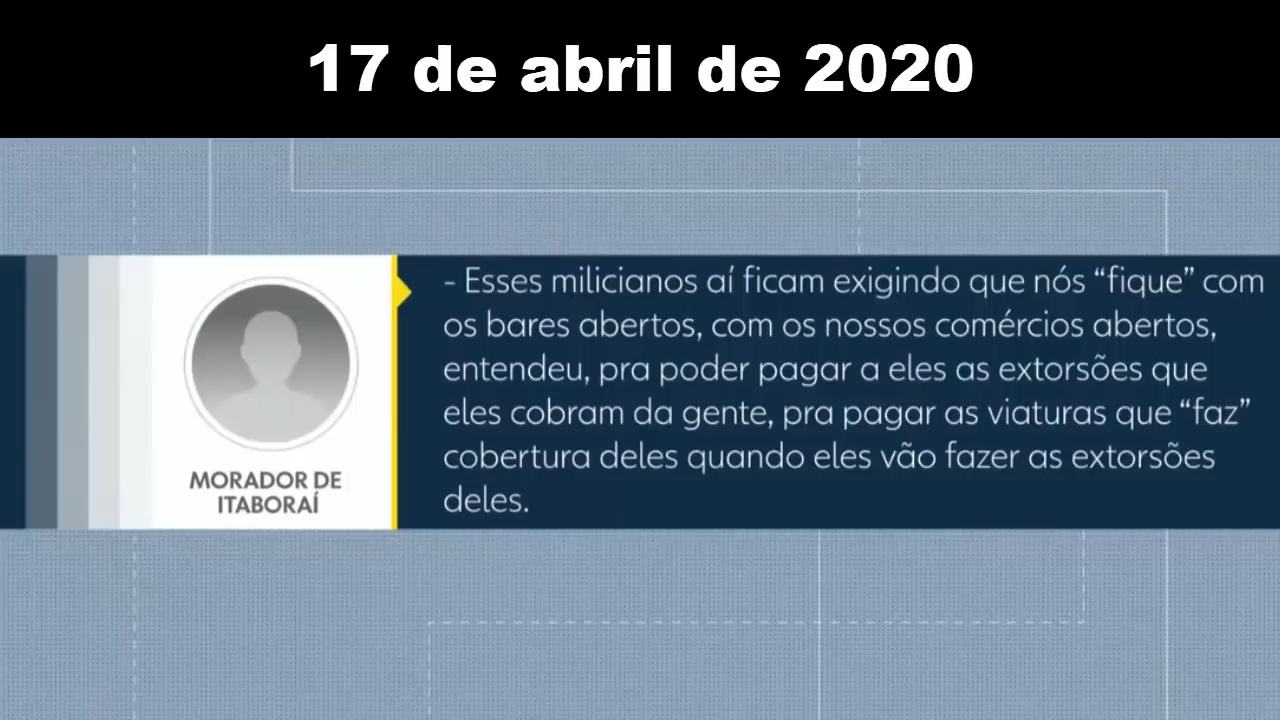 17 de abril de 2020
- Esses milicianos aí ficam exigindo que nós “fique” com
os bares abertos, com os nossos comércios abertos,
entendeu, pra poder pagar a eles as extorsões que
eles cobram da gente, pra pagar as viaturas que “faz”
cobertura deles quando eles vão fazer as extorsões
deles.
MORADOR DE
ITABORAÍ